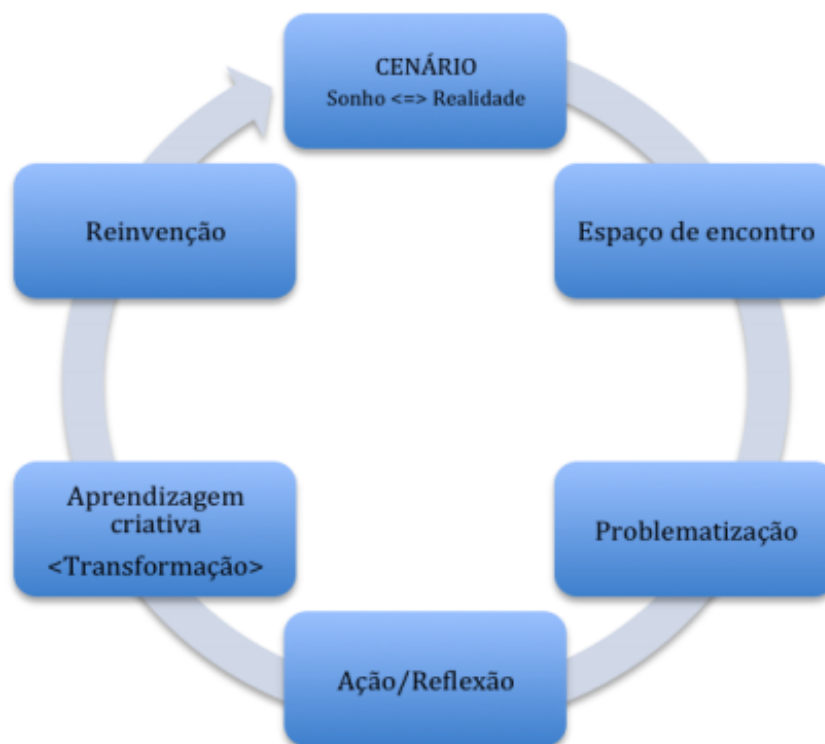 CENÁRIO
Sonho <=> Realidade
Espaço de encontro
Problematização
Ação/Reflexão
Aprendizagem
criativa
<Transformação>
Reinvenção